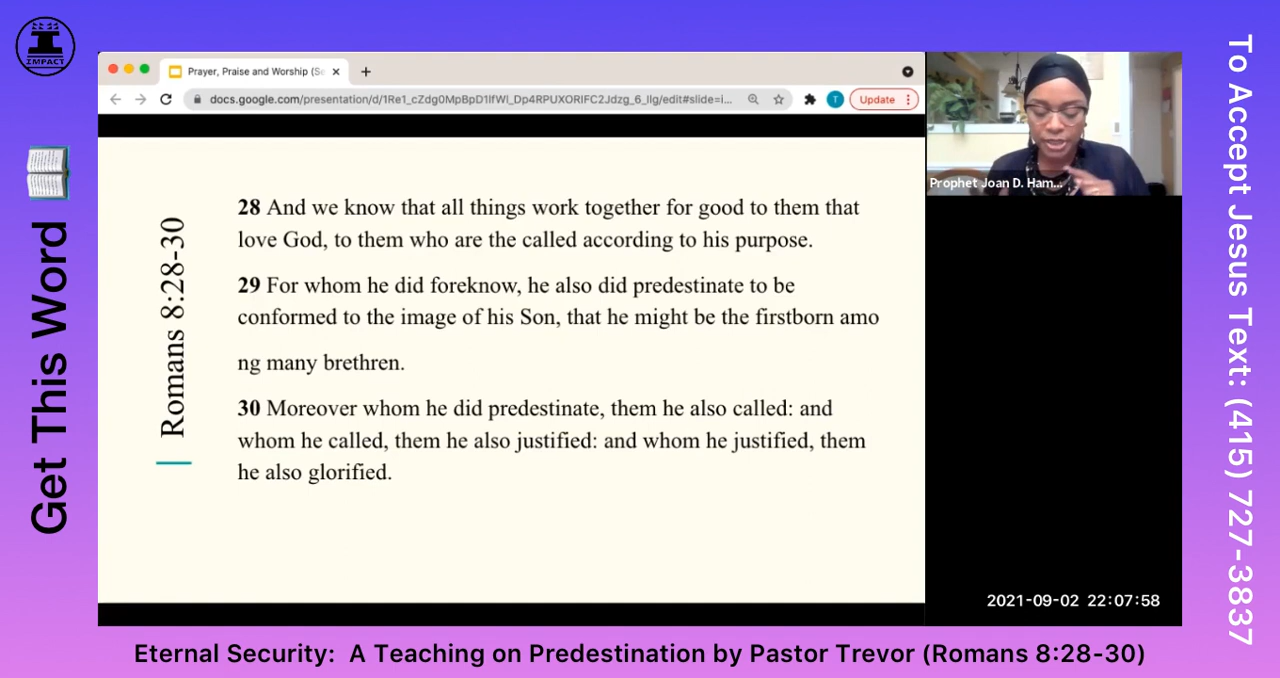 IMPACT
Get This Word
Prayer, Praise and Worship (Se
docs.google.com/presentation/d/1Re1_cZdg0MpBpD1lfWl_Dp4RPUXORlFC2Jdzg_6_Ilg/edit#slide=i...
T
Update
Romans 8:28-30
28 And we know that all things work together for good to them that
love God, to them who are the called according to his purpose.
29 For whom he did foreknow, he also did predestinate to be
conformed to the image of his Son, that he might be the firstborn amo
ng many brethren.
30 Moreover whom he did predestinate, them he also called: and
whom he called, them he also justified: and whom he justified, them
he also glorified.
Prophet Joan D. Ham...
2021-09-02 22:07:58
To Accept Jesus Text: (415) 727-3837
Eternal Security: A Teaching on Predestination by Pastor Trevor (Romans 8:28-30)